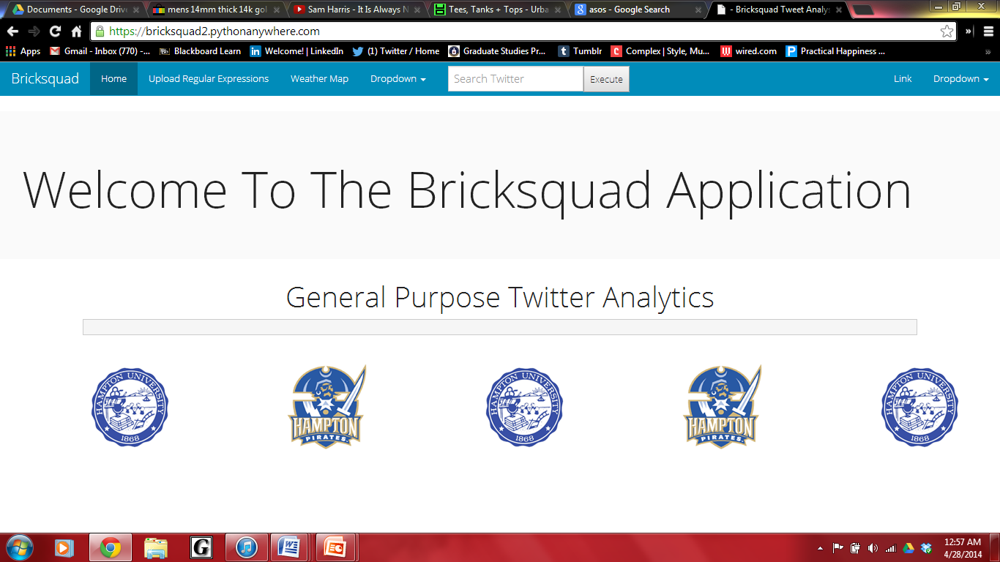 Documents - Google Drive
mens 14mm thick 14k gol
Sam Harris - It Is Always N
Tees, Tanks + Tops - Urba
asos - Google Search
- Bricksquad Tweet Analys
https://bricksquad2.pythonanywhere.com
Apps
Gmail - Inbox (770) -...
Bb
Blackboard Learn
Welcome! | LinkedIn
(1) Twitter / Home
Graduate Studies Pr...
Tumblr
Complex | Style, Mu...
wired.com
Practical Happiness ...
Bricksquad
Home
Upload Regular Expressions
Weather Map
Dropdown
Search Twitter
Execute
Link
Dropdown
Welcome To The Bricksquad Application
General Purpose Twitter Analytics
HAMPTON UNIVERSITY
1868
HAMPTON
PIRATES
HAMPTON UNIVERSITY
1868
HAMPTON
PIRATES
HAMPTON UNIVERSITY
1868
12:57 AM
4/28/2014